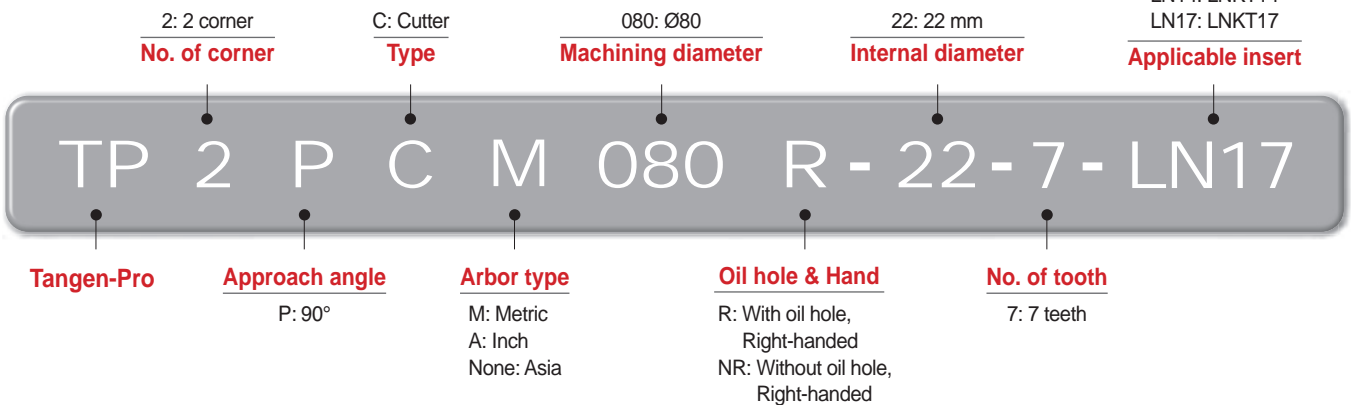 2: 2 corner
No. of corner
C: Cutter
Type
080: Ø80
Machining diameter
22: 22 mm
Internal diameter
LN17: LNKT17
Applicable insert
TP 2 P C M 080 R - 22 - 7 - LN17
Tangen-Pro
Approach angle
P: 90°
Arbor type
M: Metric
A: Inch
None: Asia
Oil hole & Hand
R: With oil hole,
Right-handed
NR: Without oil hole,
Right-handed
No. of tooth
7: 7 teeth